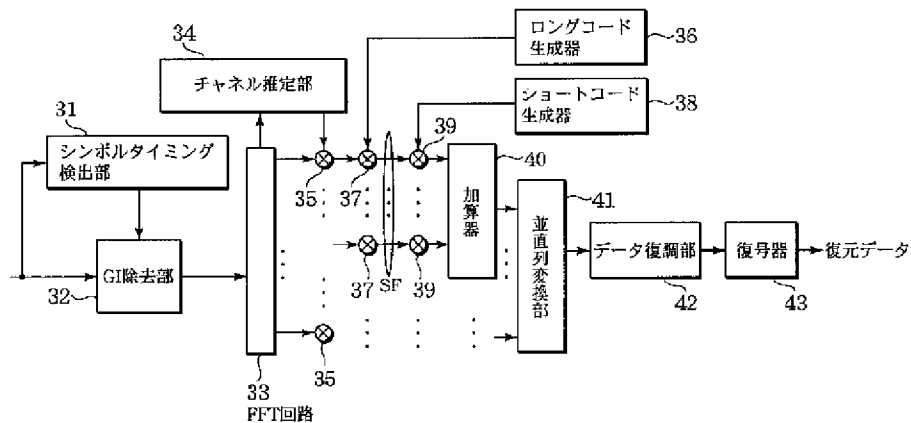 34
チャネル推定部
ロングコード
生成器
36
ショートコード
生成器
38
31
シンボルタイミング
検出部
39
35
37
40
加算器
41
並直列変換部
GI除去部
32
37
SF
39
データ復調部
42
復号器
43
復元データ
35
33
FFT回路